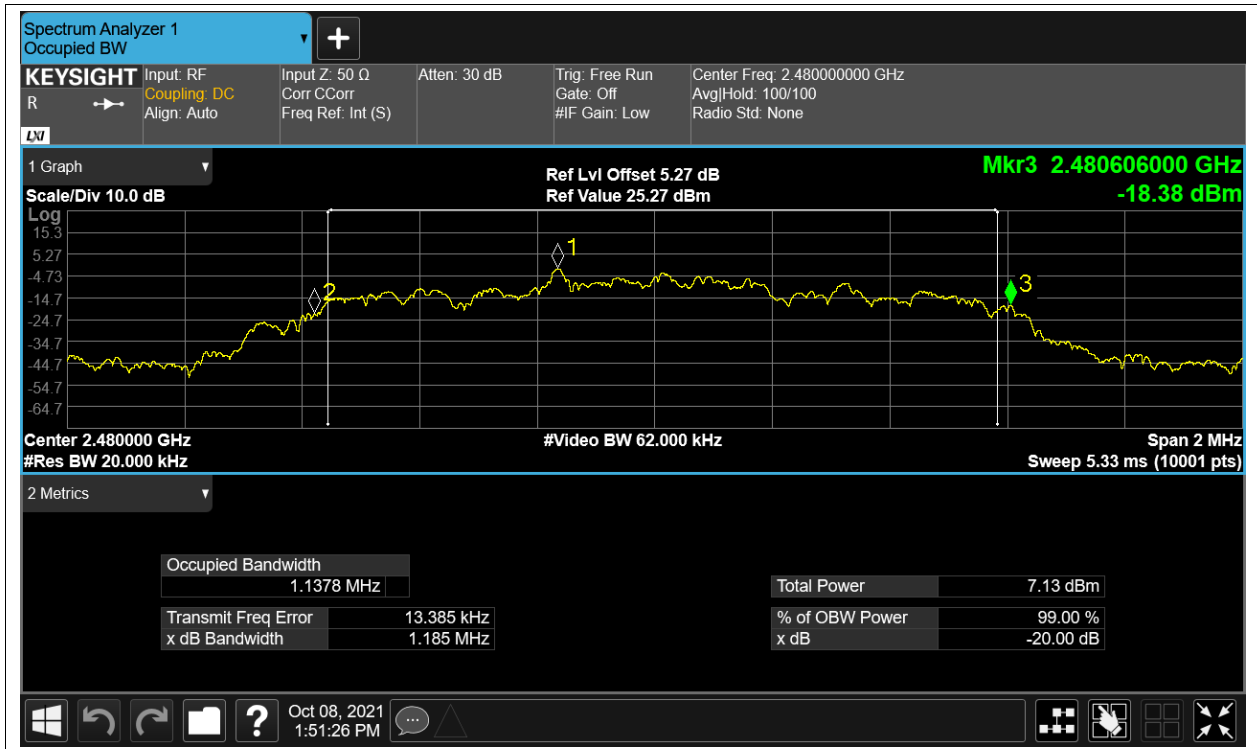 Spectrum Analyzer 1
Occupied BW
KEYSIGHT
R
LXI
Input: RF
Coupling: DC
Align: Auto
Input Z: 50 Ω
Corr CCorr
Freq Ref: Int (S)
Atten: 30 dB
Trig: Free Run
Gate: Off
#IF Gain: Low
Center Freq: 2.480000000 GHz
Avg|Hold: 100/100
Radio Std: None
1 Graph
Scale/Div 10.0 dB
Ref Lvl Offset 5.27 dB
Ref Value 25.27 dBm
Mkr3 2.480606000 GHz
-18.38 dBm
Log
15.3
5.27
-4.73
-14.7
-24.7
-34.7
-44.7
-54.7
-64.7
1
2
3
Center 2.480000 GHz
#Video BW 62.000 kHz
Span 2 MHz
#Res BW 20.000 kHz
Sweep 5.33 ms (10001 pts)
2 Metrics
Occupied Bandwidth
1.1378 MHz
Total Power 7.13 dBm
Transmit Freq Error 13.385 kHz
% of OBW Power 99.00 %
x dB Bandwidth 1.185 MHz
x dB -20.00 dB
?
Oct 08, 2021
1:51:26 PM